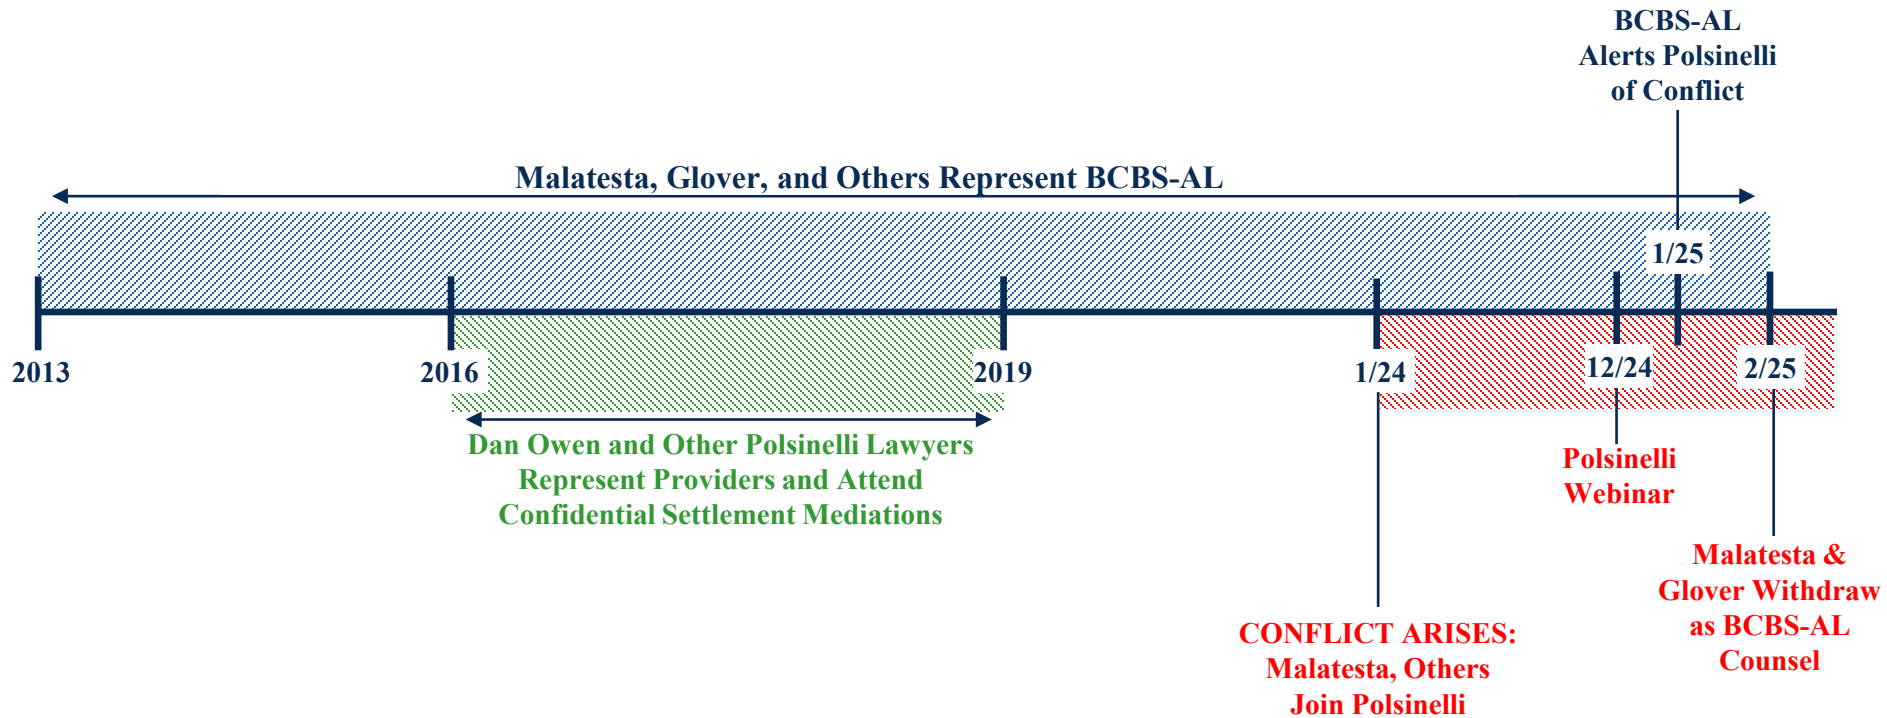 BCBS-AL
Alerts Polsinelli
of Conflict
Malatesta, Glover, and Others Represent BCBS-AL
1/25
2013
2016
2019
1/24
12/24
2/25
Dan Owen and Other Polsinelli Lawyers
Represent Providers and Attend
Confidential Settlement Mediations
Polsinelli
Webinar
Malatesta &
Glover Withdraw
as BCBS-AL
Counsel
CONFLICT ARISES:
Malatesta, Others
Join Polsinelli